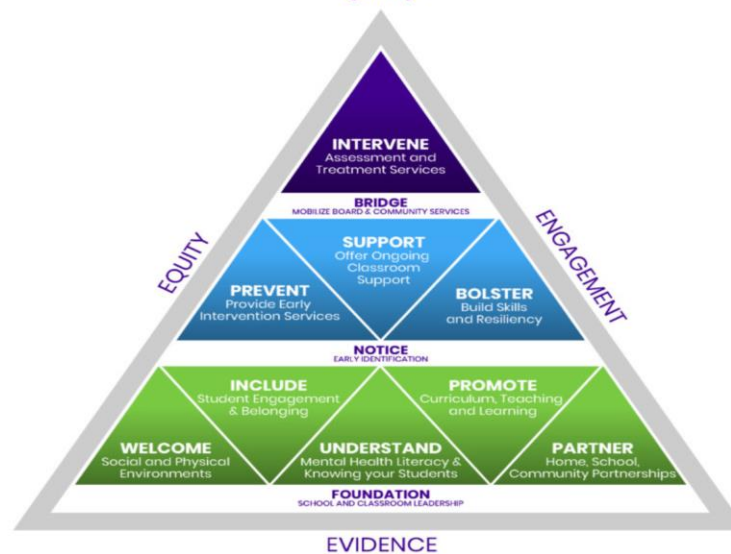 INTERVENE
Assessment and
Treatment Services
BRIDGE
MOBILIZE BOARD & COMMUNITY SERVICES
EQUITY
ENGAGEMENT
SUPPORT
Offer Ongoing
Classroom
Support
PREVENT
Provide Early
Intervention Services
BOLSTER
Build Skills
and Resiliency
NOTICE
EARLY IDENTIFICATION
INCLUDE
Student Engagement
& Belonging
PROMOTE
Curriculum, Teaching
and Learning
WELCOME
Social and Physical
Environments
UNDERSTAND
Mental Health Literacy &
Knowing your Students
PARTNER
Home, School,
Community Partnerships
FOUNDATION
SCHOOL AND CLASSROOM LEADERSHIP
EVIDENCE